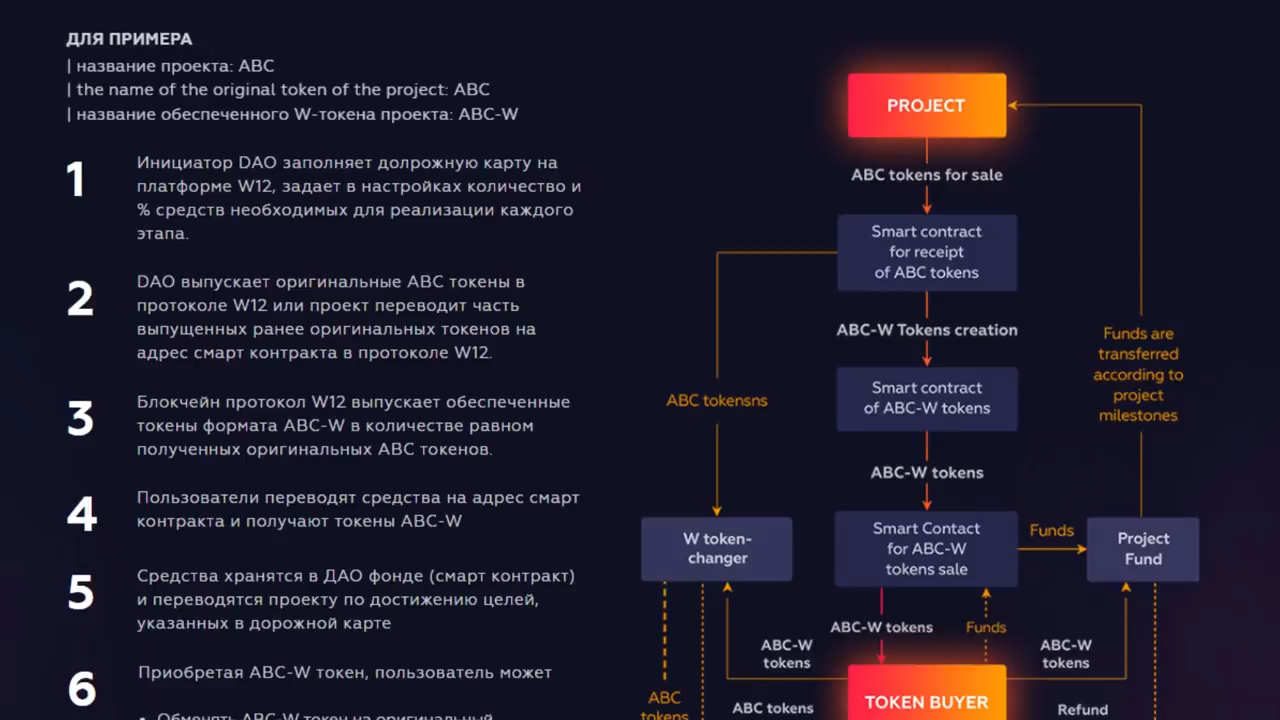 ДЛЯ ПРИМЕРА
| название проекта: ABC
| the name of the original token of the project: ABC
| название обеспеченного W-токена проекта: ABC-W
1
Инициатор DAO заполняет долрожную карту на
платформе W12, задает в настройках количество и
% средств необходимых для реализации каждого
этапа.
2
DAO выпускает оригинальные ABC токены в
протоколе W12 или проект переводит часть
выпущенных ранее оригинальных токенов на
адрес смарт контракта в протоколе W12.
3
Блокчейн протокол W12 выпускает обеспеченные
токены формата ABC-W в количестве равном
полученных оригинальных ABC токенов.
4
Пользователи переводят средства на адрес смарт
контракта и получают токены ABC-W
5
Средства хранятся в ДАО фонде (смарт контракт)
и переводятся проекту по достижению целей,
указанных в дорожной карте
6
Приобретая ABC-W токен, пользователь может
• Обменять ABC-W токен на оригинальный
PROJECT
ABC tokens for sale
Smart contract
for receipt
of ABC tokens
ABC-W Tokens creation
Funds are
transferred
according to
project
milestones
Smart contract
of ABC-W tokens
ABC tokensns
ABC-W tokens
W token-
changer
Smart Contact
for ABC-W
tokens sale
Funds
Project
Fund
ABC-W tokens
Funds
ABC-W
tokens
ABC-W
tokens
ABC
tokens
ABC tokens
TOKEN BUYER
Refund